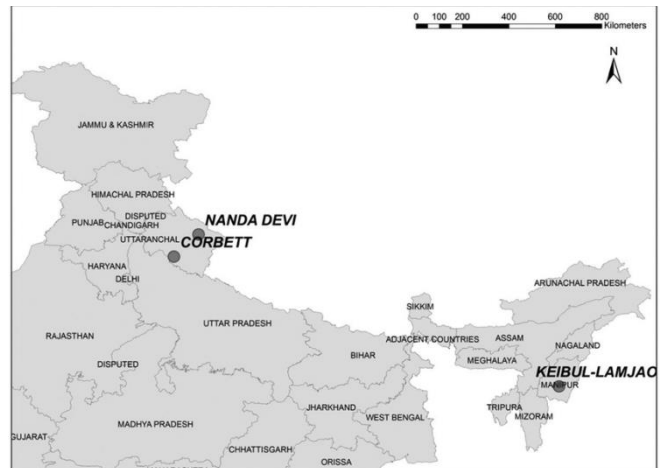 0 100 200 400 600 800
Kilometers
N
JAMMU & KASHMIR
HIMACHAL PRADESH
DISPUTED
PUNJAB
CHANDIGARH
NANDA DEVI
UTTARANCHAL
CORBETT
HARYANA
DELHI
ARUNACHAL PRADESH
SIKKIM
UTTAR PRADESH
RAJASTHAN
ADJACENT COUNTRIES
ASSAM
NAGALAND
BIHAR
MEGHALAYA
DISPUTED
KEIBUL-LAMJAO
MANIPUR
JHARKHAND
TRIPURA
WEST BENGAL
MIZORAM
MADHYA PRADESH
GUJARAT
CHHATTISGARH
ORISSA